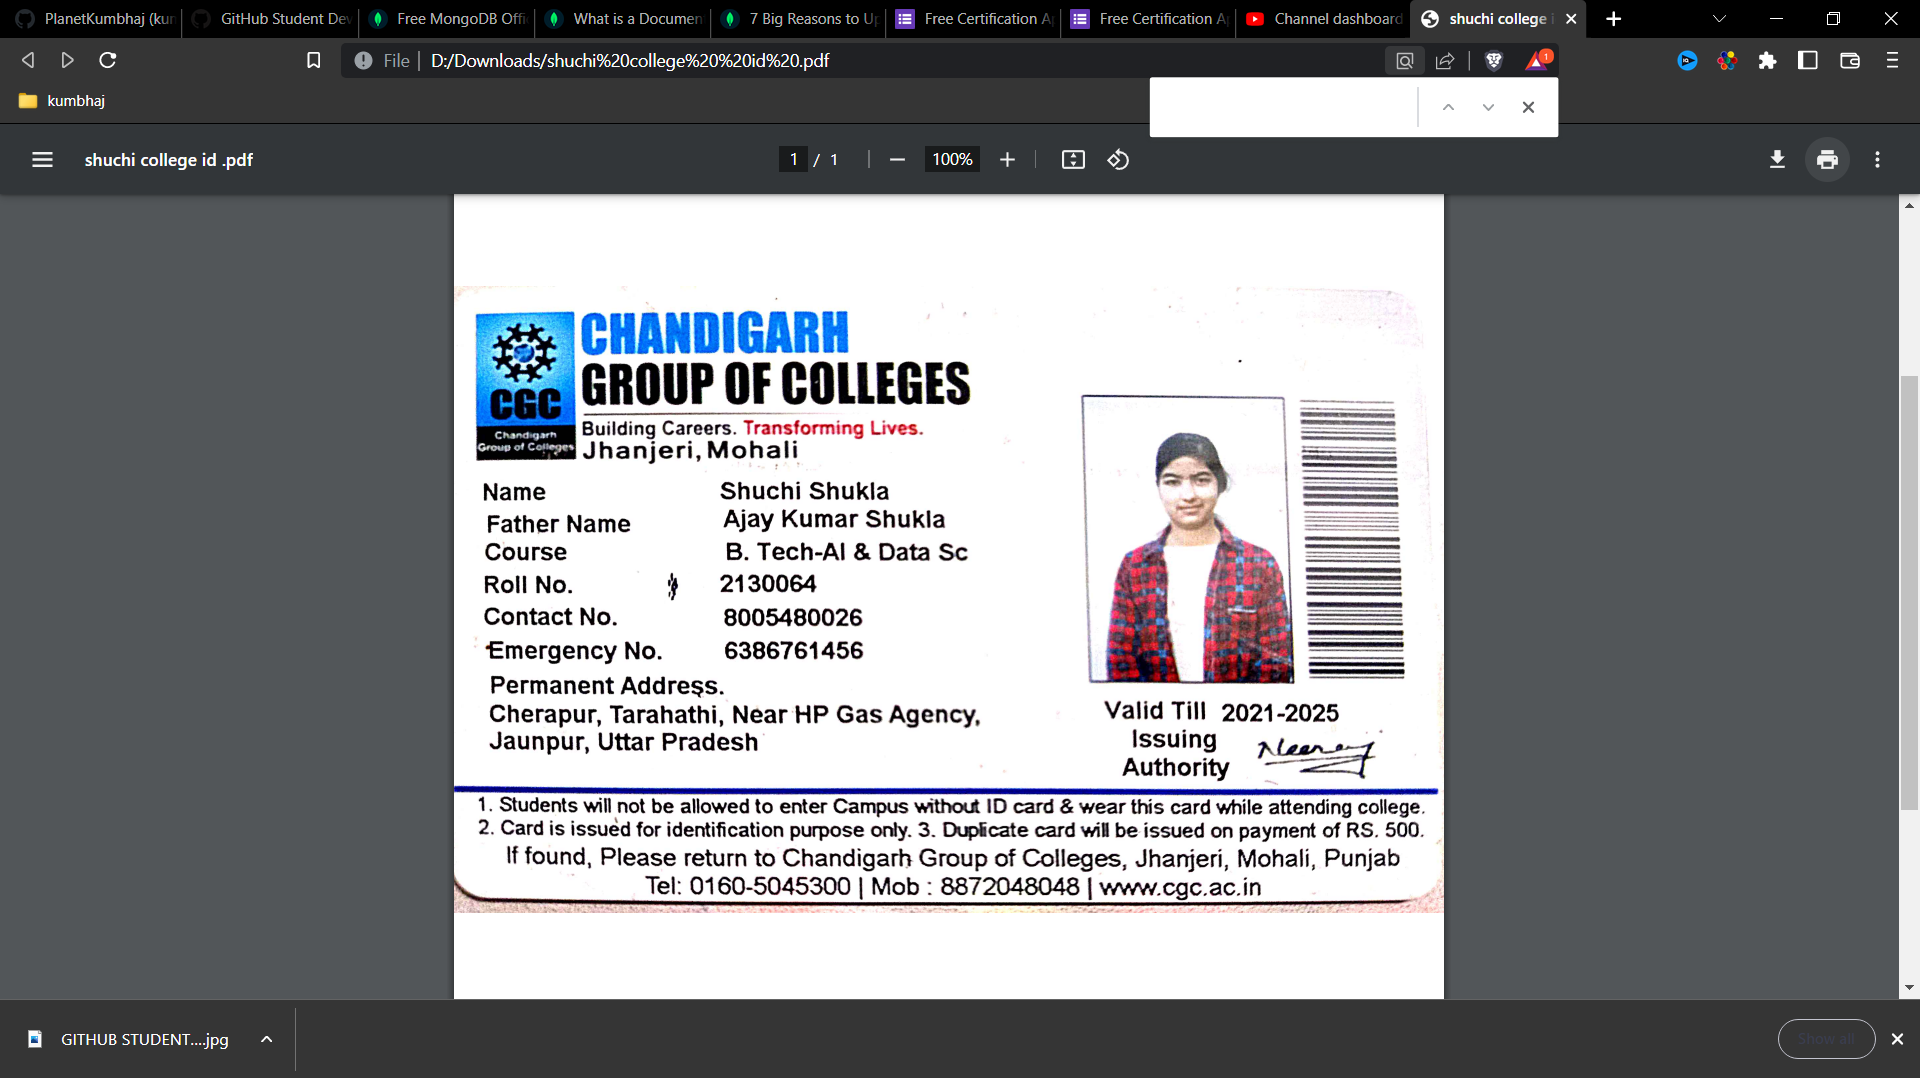 PlanetKumbhaj (kum
GitHub Student Dev
Free MongoDB Offi
What is a Documen
7 Big Reasons to Up
Free Certification A
Free Certification A
Channel dashboard
shuchi college i
File
D:/Downloads/shuchi%20college%20%20id%20.pdf
1
kumbhaj
shuchi college id .pdf
1 / 1
100%
CGC
Chandigarh
Group of Colleges
CHANDIGARH
GROUP OF COLLEGES
Building Careers. Transforming Lives.
Jhanjeri, Mohali
Name Shuchi Shukla
Father Name Ajay Kumar Shukla
Course B. Tech-AI & Data Sc
Roll No. 2130064
Contact No. 8005480026
Emergency No. 6386761456
Permanent Address.
Cherapur, Tarahathi, Near HP Gas Agency,
Jaunpur, Uttar Pradesh
Valid Till 2021-2025
Issuing
Authority
Neeraj
1. Students will not be allowed to enter Campus without ID card & wear this card while attending college.
2. Card is issued for identification purpose only. 3. Duplicate card will be issued on payment of RS. 500.
If found, Please return to Chandigarh Group of Colleges, Jhanjeri, Mohali, Punjab
Tel: 0160-5045300 | Mob : 8872048048 | www.cgc.ac.in
GITHUB STUDENT....jpg
Show all